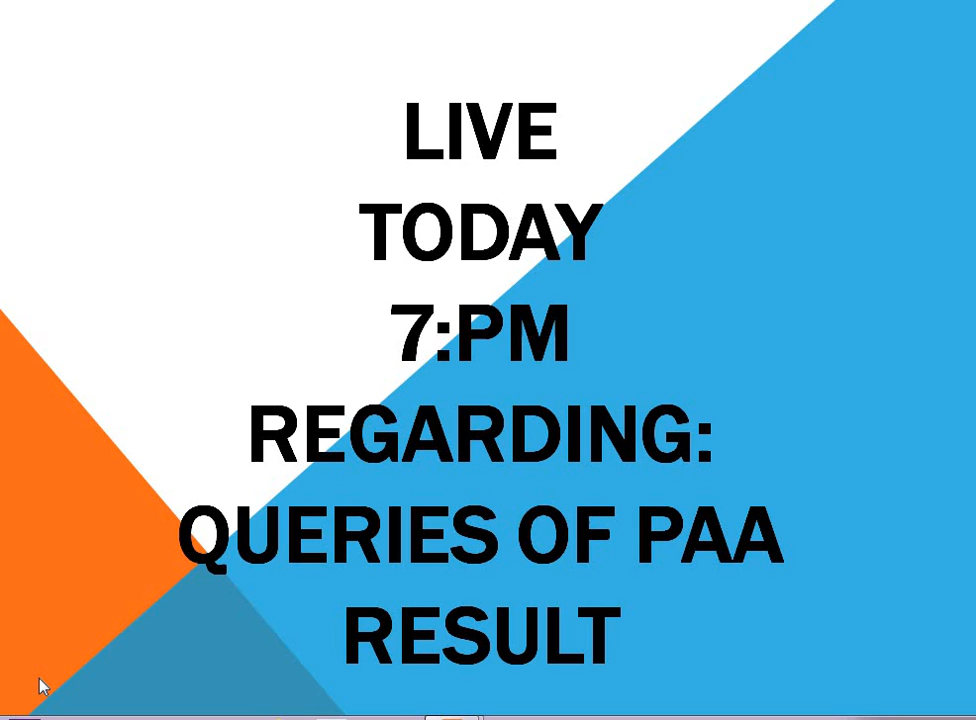 LIVE
TODAY
7:PM
REGARDING:
QUERIES OF PAA
RESULT